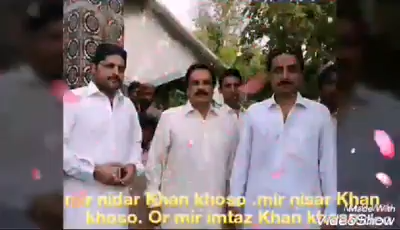 mir nidar Khan khoso .mir nisar Khan
khoso. Or mir imtaz Khan
Made With
VideoShow